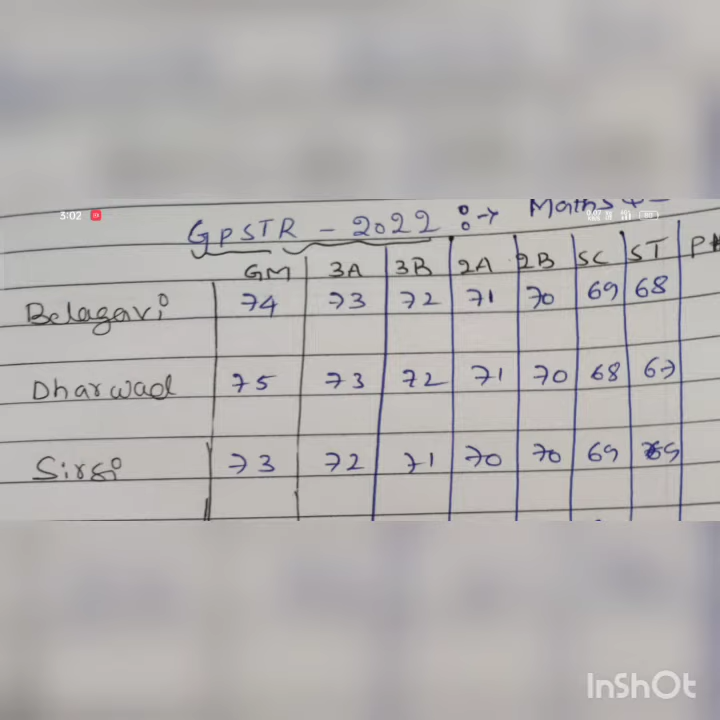 3:02
GPSTR - 2022 :→ Maths
GM 3A 3B 2A 2B SC ST
Belagavi 74 73 72 71 70 69 68
Dharwad 75 73 72 71 70 68 67
Sirsi 73 72 71 70 70 69
InShOt